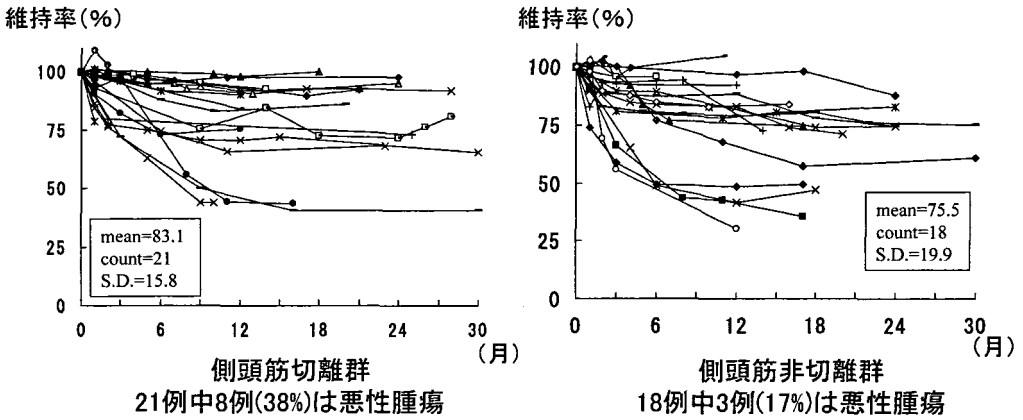 維持率(%)
100
75
50
25
0
mean=83.1
count=21
S.D.=15.8
0 6 12 18 24 30
(月)
側頭筋切離群
21例中8例(38%)は悪性腫瘍
維持率(%)
100
75
50
25
0
mean=75.5
count=18
S.D.=19.9
0 6 12 18 24 30
(月)
側頭筋非切離群
18例中3例(17%)は悪性腫瘍